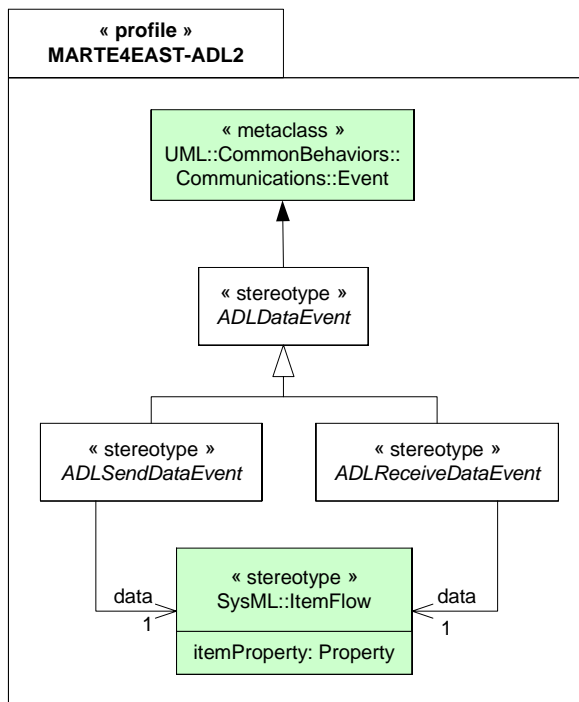 « profile »
MARTE4EAST-ADL2
« metaclass »
UML::CommonBehaviors::
Communications::Event
« stereotype »
ADLDataEvent
« stereotype »
ADLSendDataEvent
« stereotype »
ADLReceiveDataEvent
data
1
« stereotype »
SysML::ItemFlow
itemProperty: Property
data
1